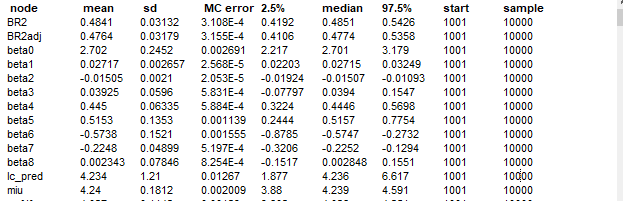 node mean sd MC error 2.5% median 97.5% start sample
BR2 0.4841 0.03132 3.108E-4 0.4192 0.4851 0.5426 1001 10000
BR2adj 0.4764 0.03179 3.155E-4 0.4106 0.4774 0.5358 1001 10000
beta0 2.702 0.2452 0.002691 2.217 2.701 3.179 1001 10000
beta1 0.02717 0.002657 2.568E-5 0.02203 0.02715 0.03249 1001 10000
beta2 -0.01505 0.0021 2.053E-5 -0.01924 -0.01507 -0.01093 1001 10000
beta3 0.03925 0.0596 5.831E-4 -0.07797 0.0394 0.1547 1001 10000
beta4 0.445 0.06335 5.884E-4 0.3224 0.4446 0.5698 1001 10000
beta5 0.5153 0.1353 0.001139 0.2444 0.5157 0.7754 1001 10000
beta6 -0.5738 0.1521 0.001555 -0.8785 -0.5747 -0.2732 1001 10000
beta7 -0.2248 0.04899 5.197E-4 -0.3206 -0.2252 -0.1294 1001 10000
beta8 0.002343 0.07846 8.254E-4 -0.1517 0.002848 0.1551 1001 10000
lc_pred 4.234 1.21 0.01267 1.877 4.236 6.617 1001 10000
miu 4.24 0.1812 0.002009 3.88 4.239 4.591 1001 10000